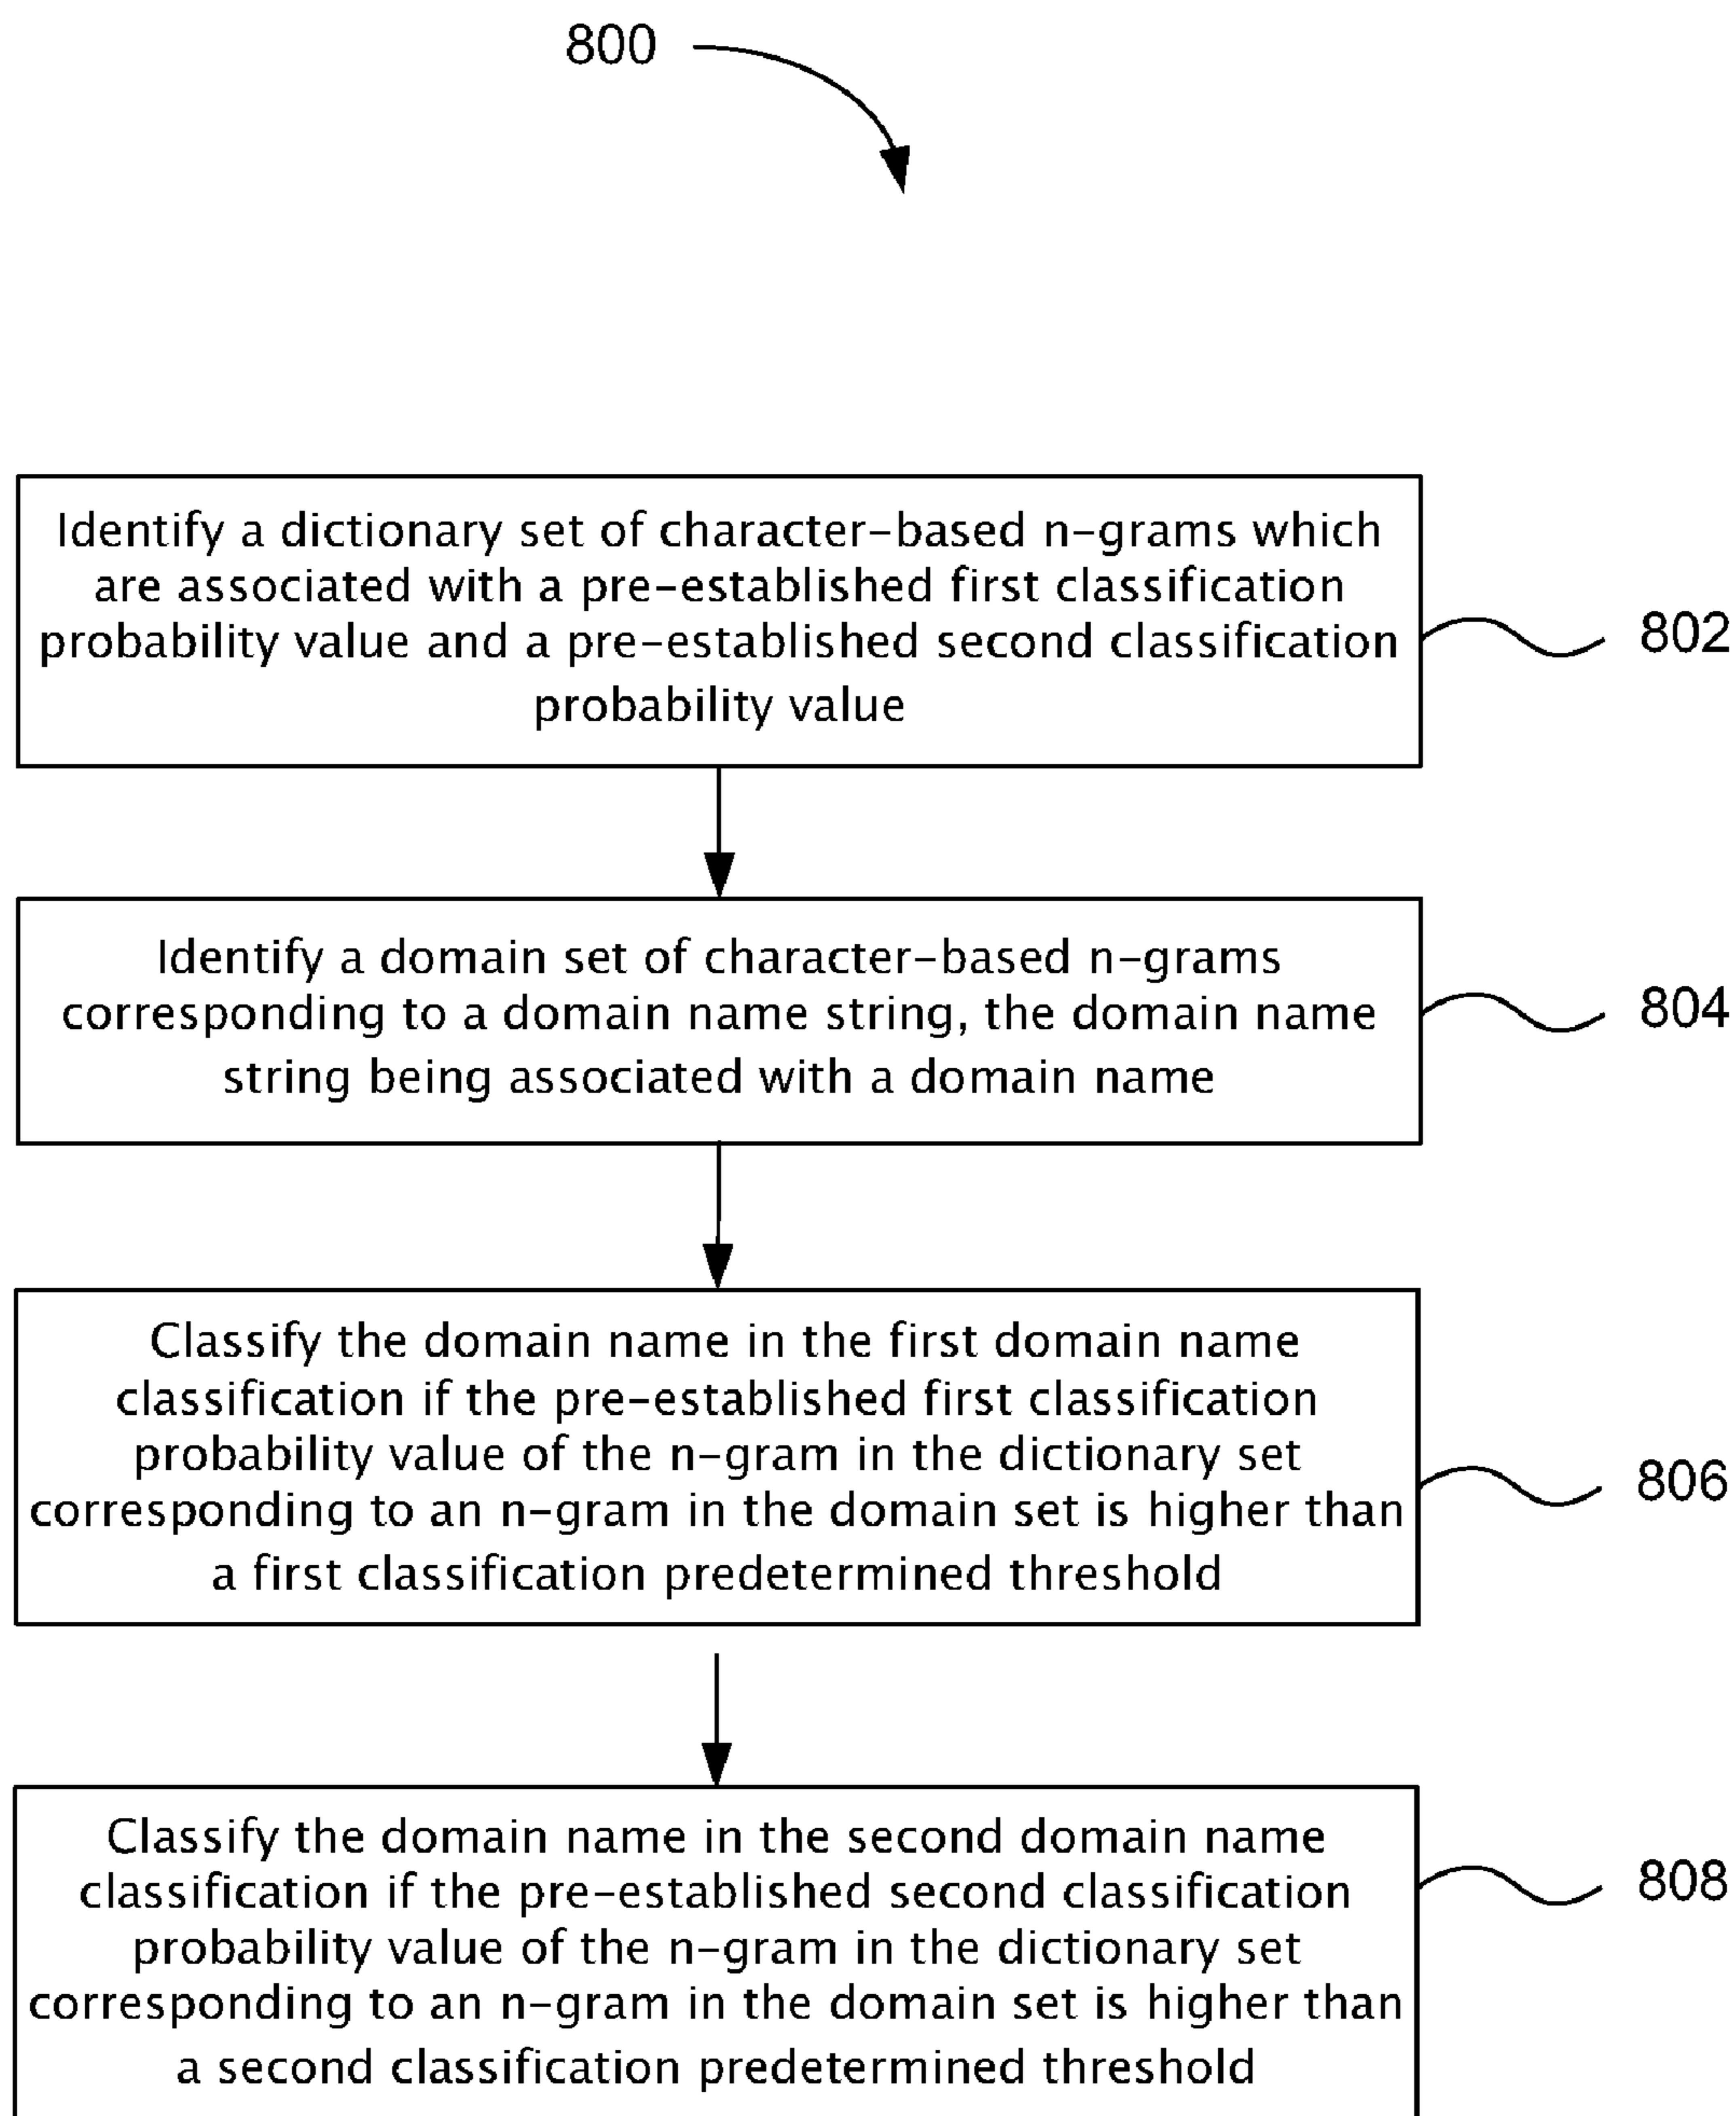 800
Identify a dictionary set of character-based n-grams which
are associated with a pre-established first classification
probability value and a pre-established second classification
probability value
802
Identify a domain set of character-based n-grams
corresponding to a domain name string, the domain name
string being associated with a domain name
804
Classify the domain name in the first domain name
classification if the pre-established first classification
probability value of the n-gram in the dictionary set
corresponding to an n-gram in the domain set is higher than
a first classification predetermined threshold
806
Classify the domain name in the second domain name
classification if the pre-established second classification
probability value of the n-gram in the dictionary set
corresponding to an n-gram in the domain set is higher than
a second classification predetermined threshold
808